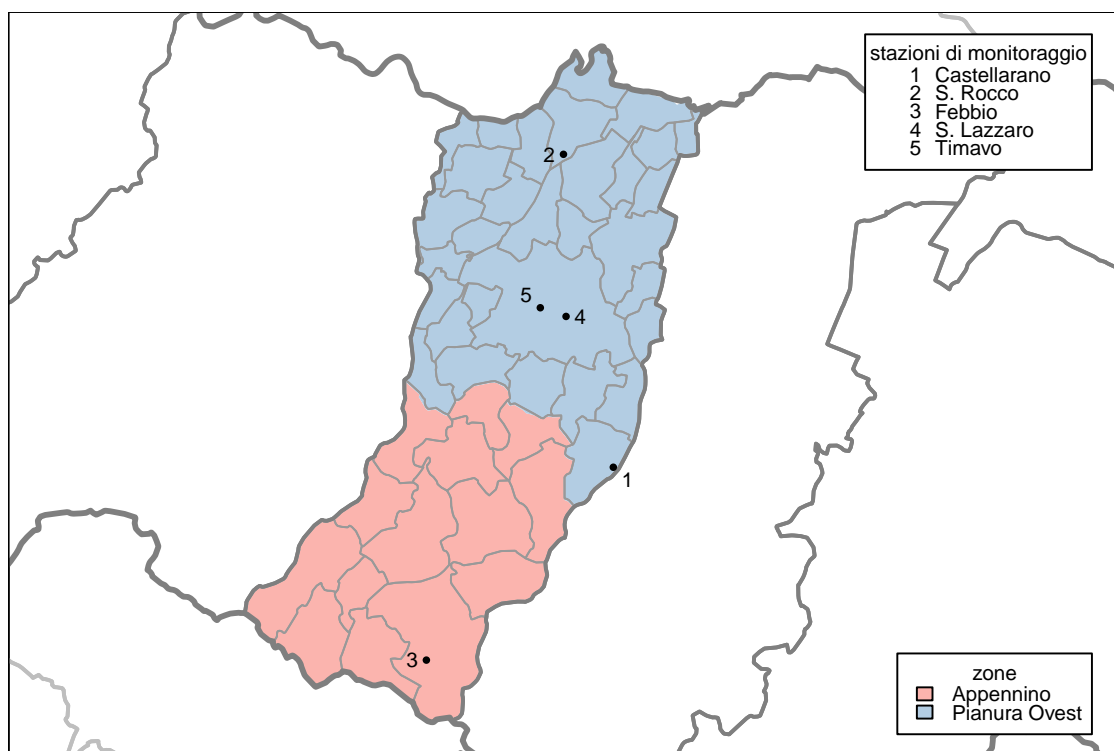 stazioni di monitoraggio
1 Castellarano
2 S. Rocco
3 Febbio
4 S. Lazzaro
5 Timavo
2
5
4
1
3
zone
Appennino
Pianura Ovest